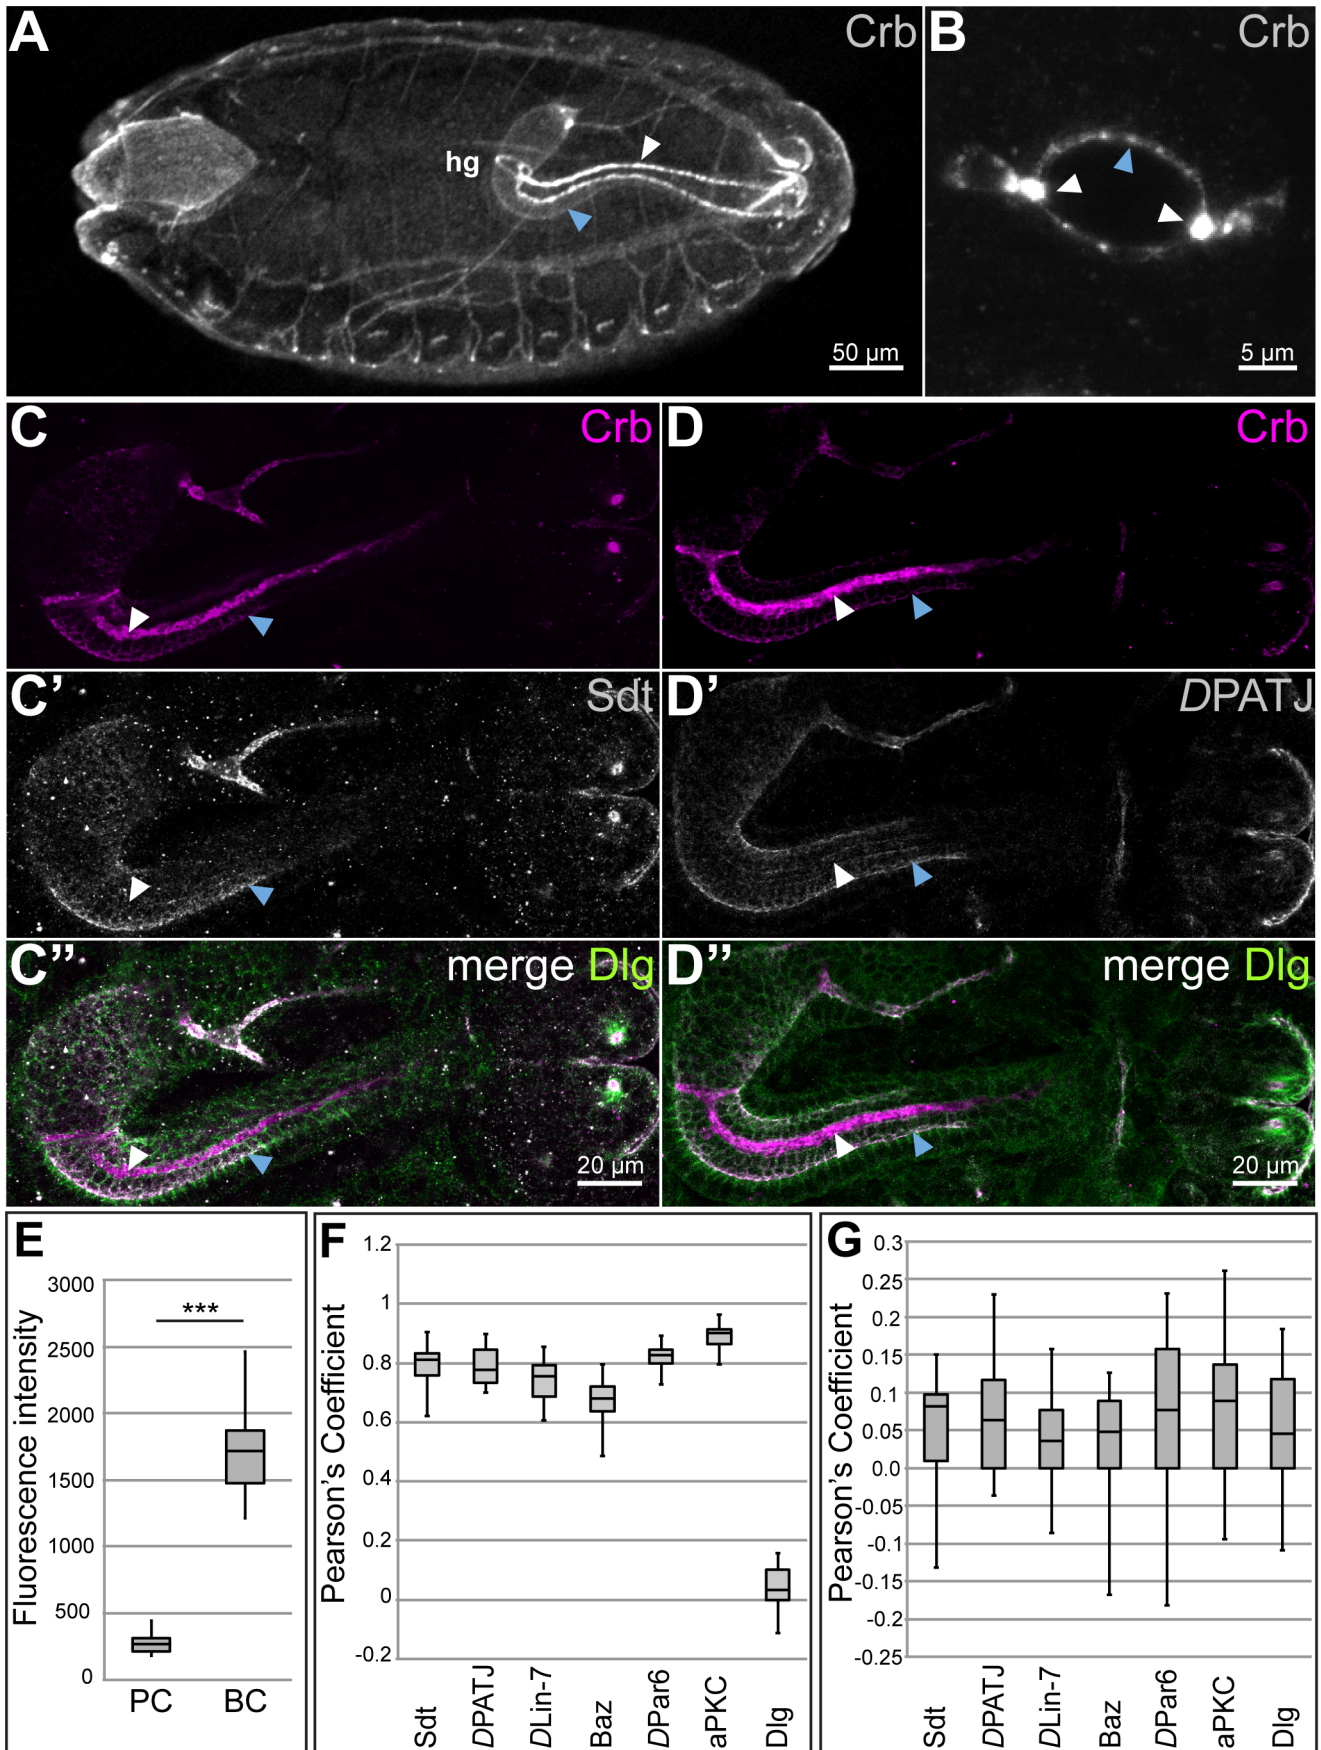 A
Crb
hg
50 µm
B
Crb
5 µm
C
Crb
D
Crb
C’
Sdt
D’
DPATJ
C”
merge Dlg
20 µm
D”
merge Dlg
20 µm
E
Fluorescence intensity
3000
2500
2000
1500
1000
500
0
***
PC
BC
F
Pearson’s Coefficient
1.2
1
0.8
0.6
0.4
0.2
0
-0.2
Sdt
DPATJ
DLin-7
Baz
DPar6
aPKC
Dlg
G
Pearson’s Coefficient
0.3
0.25
0.2
0.15
0.1
0.05
0.0
-0.05
-0.1
-0.15
-0.2
-0.25
Sdt
DPATJ
DLin-7
Baz
DPar6
aPKC
Dlg